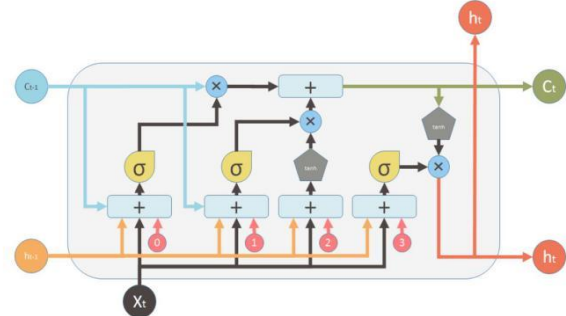 hₜ
Cₜ₋₁
×
+
Cₜ
tanh
×
σ
σ
tanh
σ
×
+
+
+
+
hₜ₋₁
0
1
2
3
hₜ
Xₜ